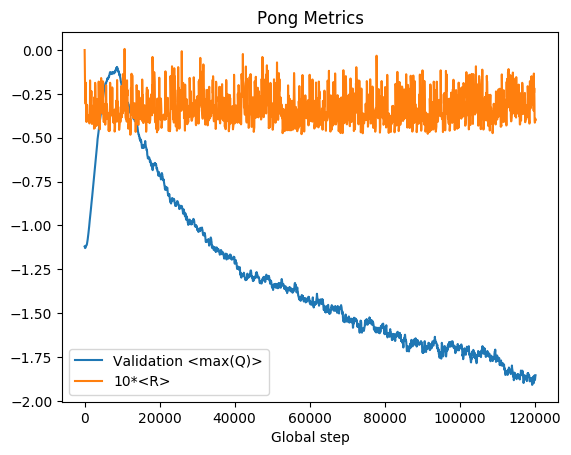 Pong Metrics
0.00
−0.25
−0.50
−0.75
−1.00
−1.25
−1.50
−1.75
−2.00
Validation <max(Q)>
10*<R>
0 20000 40000 60000 80000 100000 120000
Global step